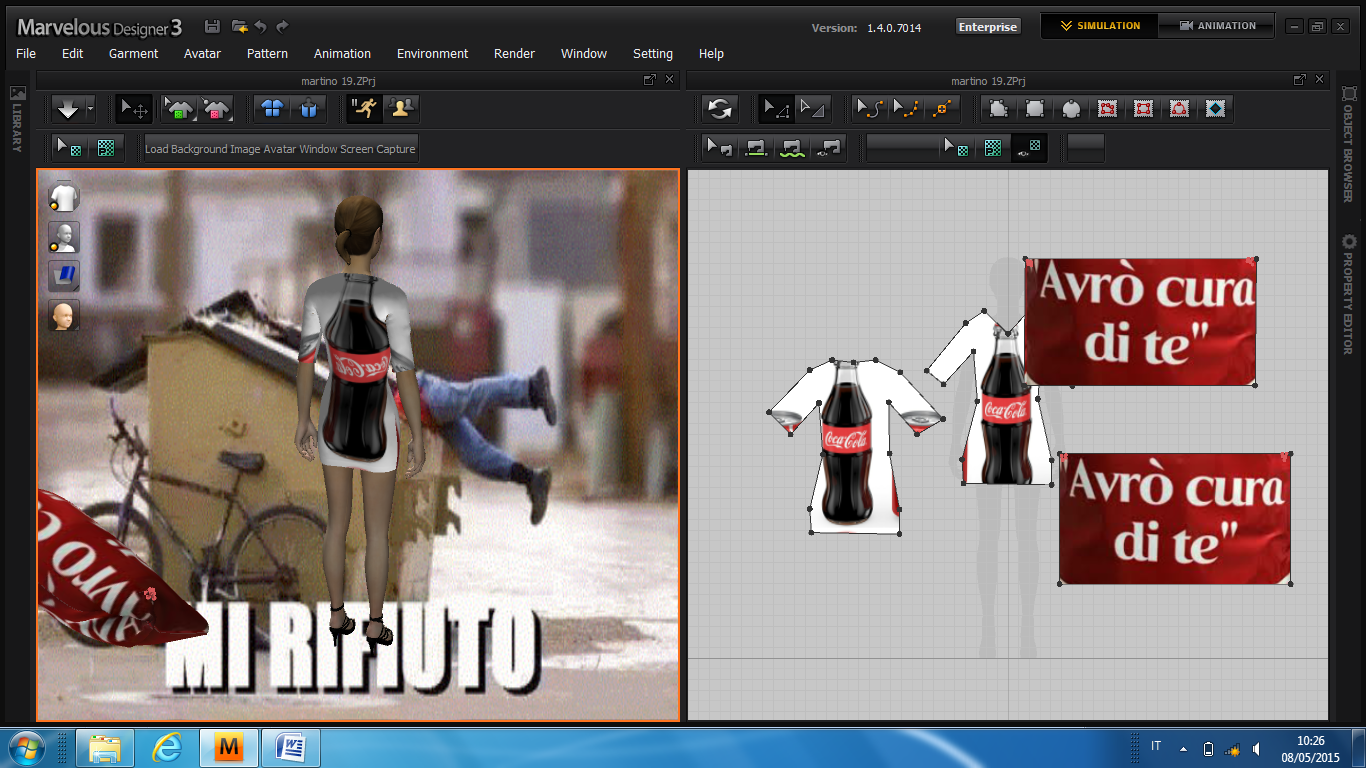 Marvelous Designer 3
Version: 1.4.0.7014
Enterprise
SIMULATION
ANIMATION
File Edit Garment Avatar Pattern Animation Environment Render Window Setting Help
martino 19.ZPrj
martino 19.ZPrj
LIBRARY
OBJECT BROWSER
PROPERTY EDITOR
Load Background Image Avatar Window Screen Capture
Coca-Cola
AVRÒ
MI RIFIUTO
"Avrò cura
di te"
Coca-Cola
Coca-Cola
"Avrò cura
di te"
IT
10:26
08/05/2015